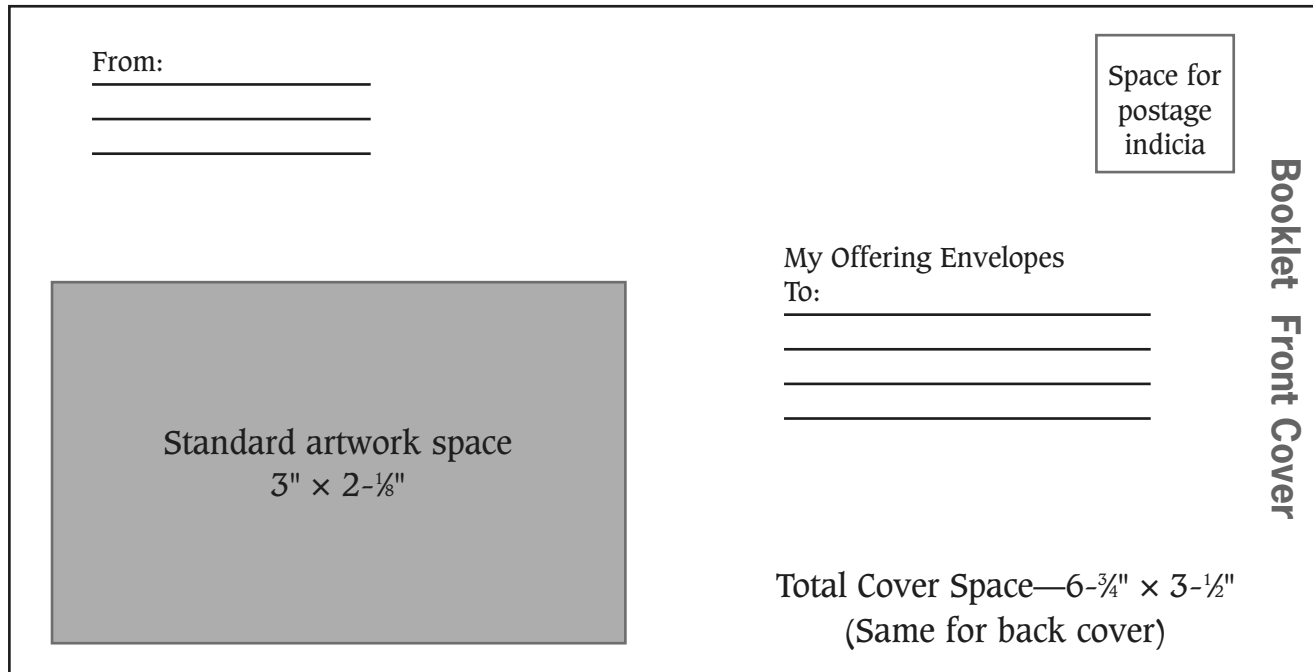 From:
Space for
postage
indicia
My Offering Envelopes
To:
Standard artwork space
3" × 2-⅛"
Total Cover Space—6-¾" × 3-½"
(Same for back cover)
Booklet Front Cover